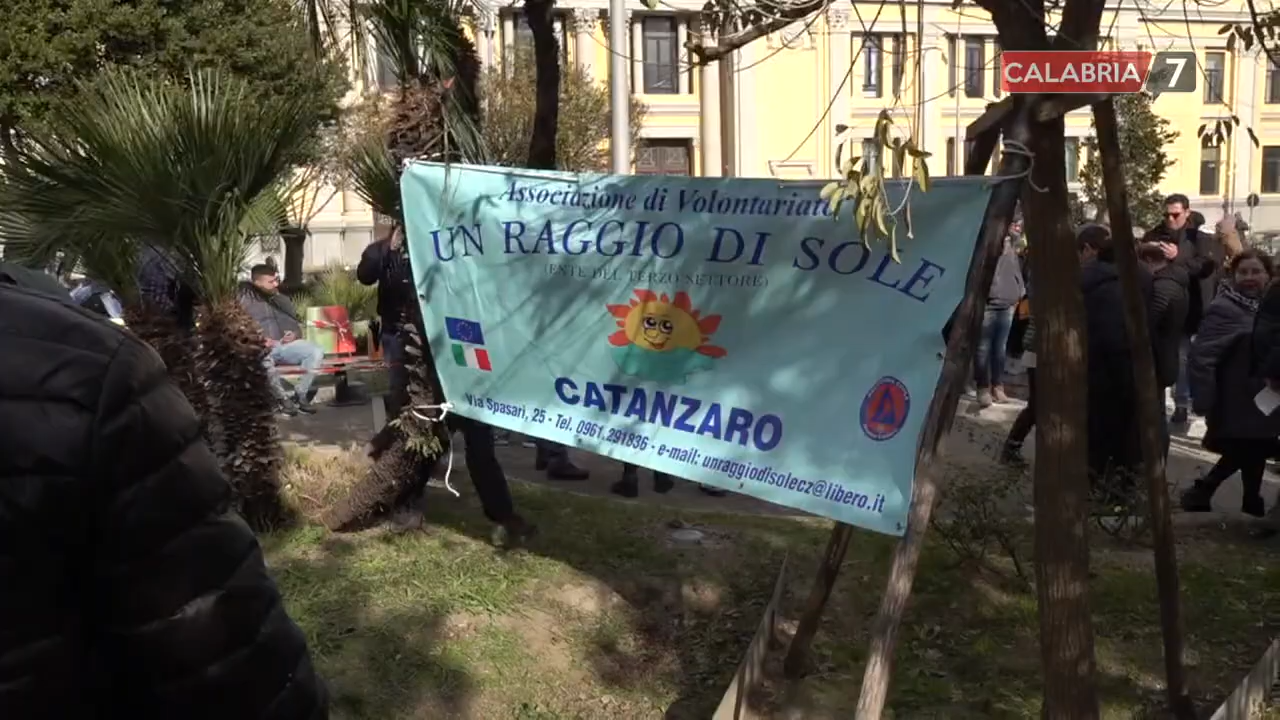 CALABRIA 7
Associazione di Volontariato
UN RAGGIO DI SOLE
(ENTE DEL TERZO SETTORE)
CATANZARO
Via Spasari, 25 - Tel. 0961.291836 - e-mail: unraggiodisolecz@libero.it